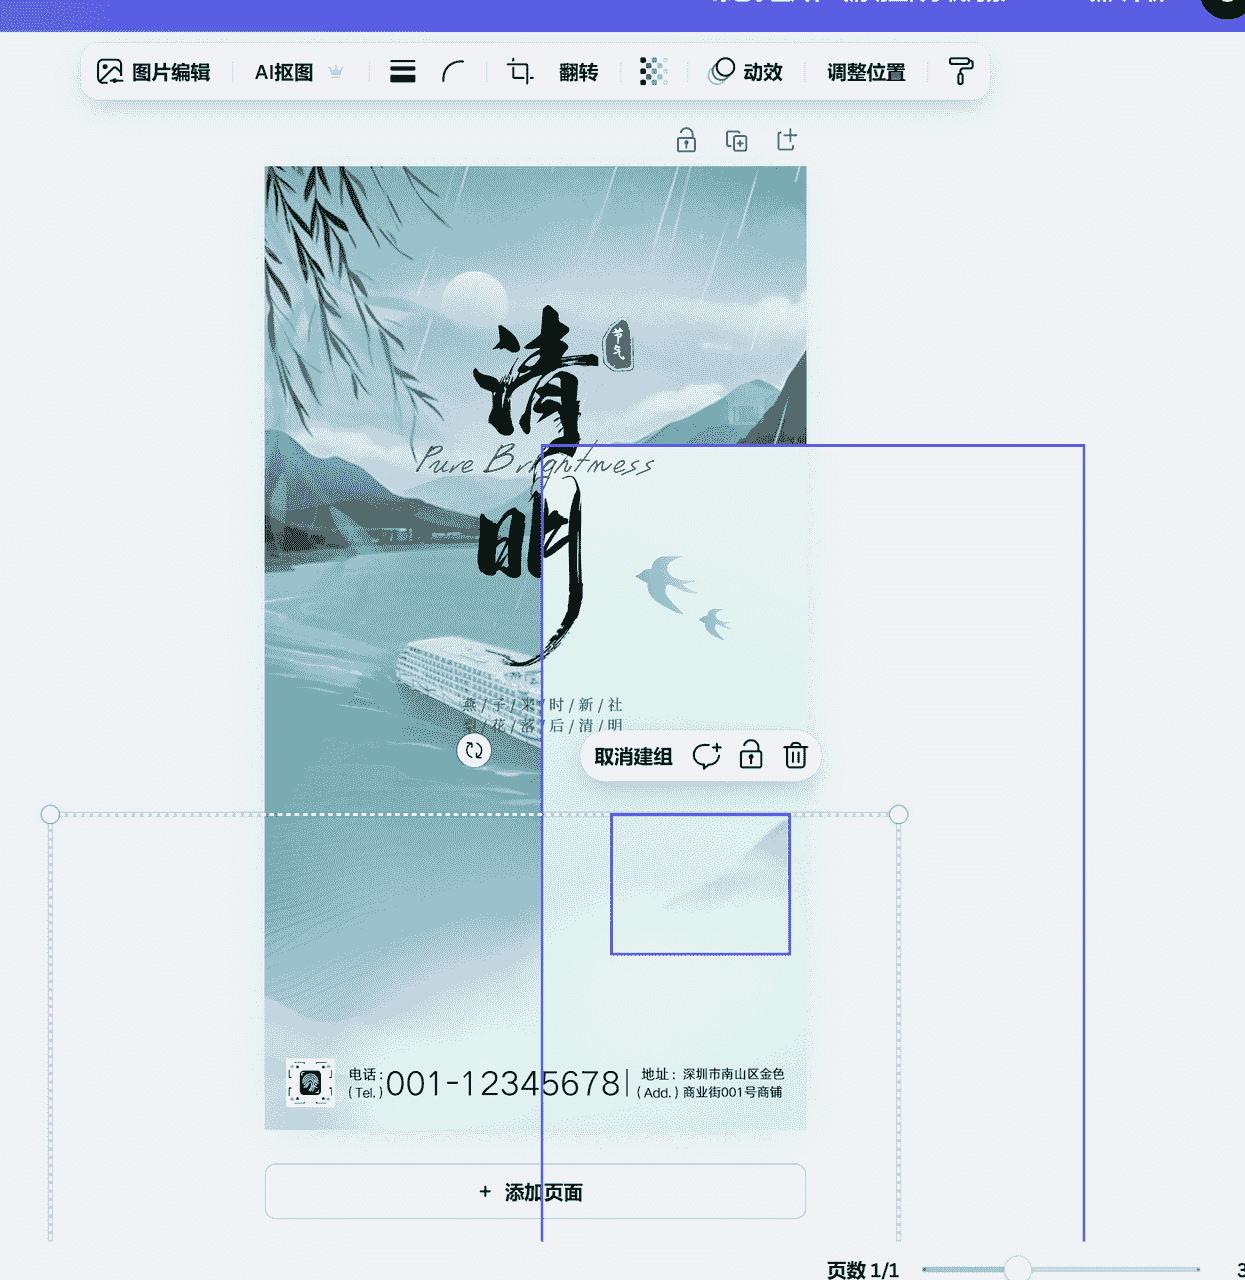 图片编辑 AI抠图 翻转 动效 调整位置
清明
节气
Pure Brightness
燕/子/来/时/新/社
梨/花/落/后/清/明
取消建组
电话:
(Tel.)
001-12345678
地址: 深圳市南山区金色
(Add.) 商业街001号商铺
+ 添加页面
页数 1/1